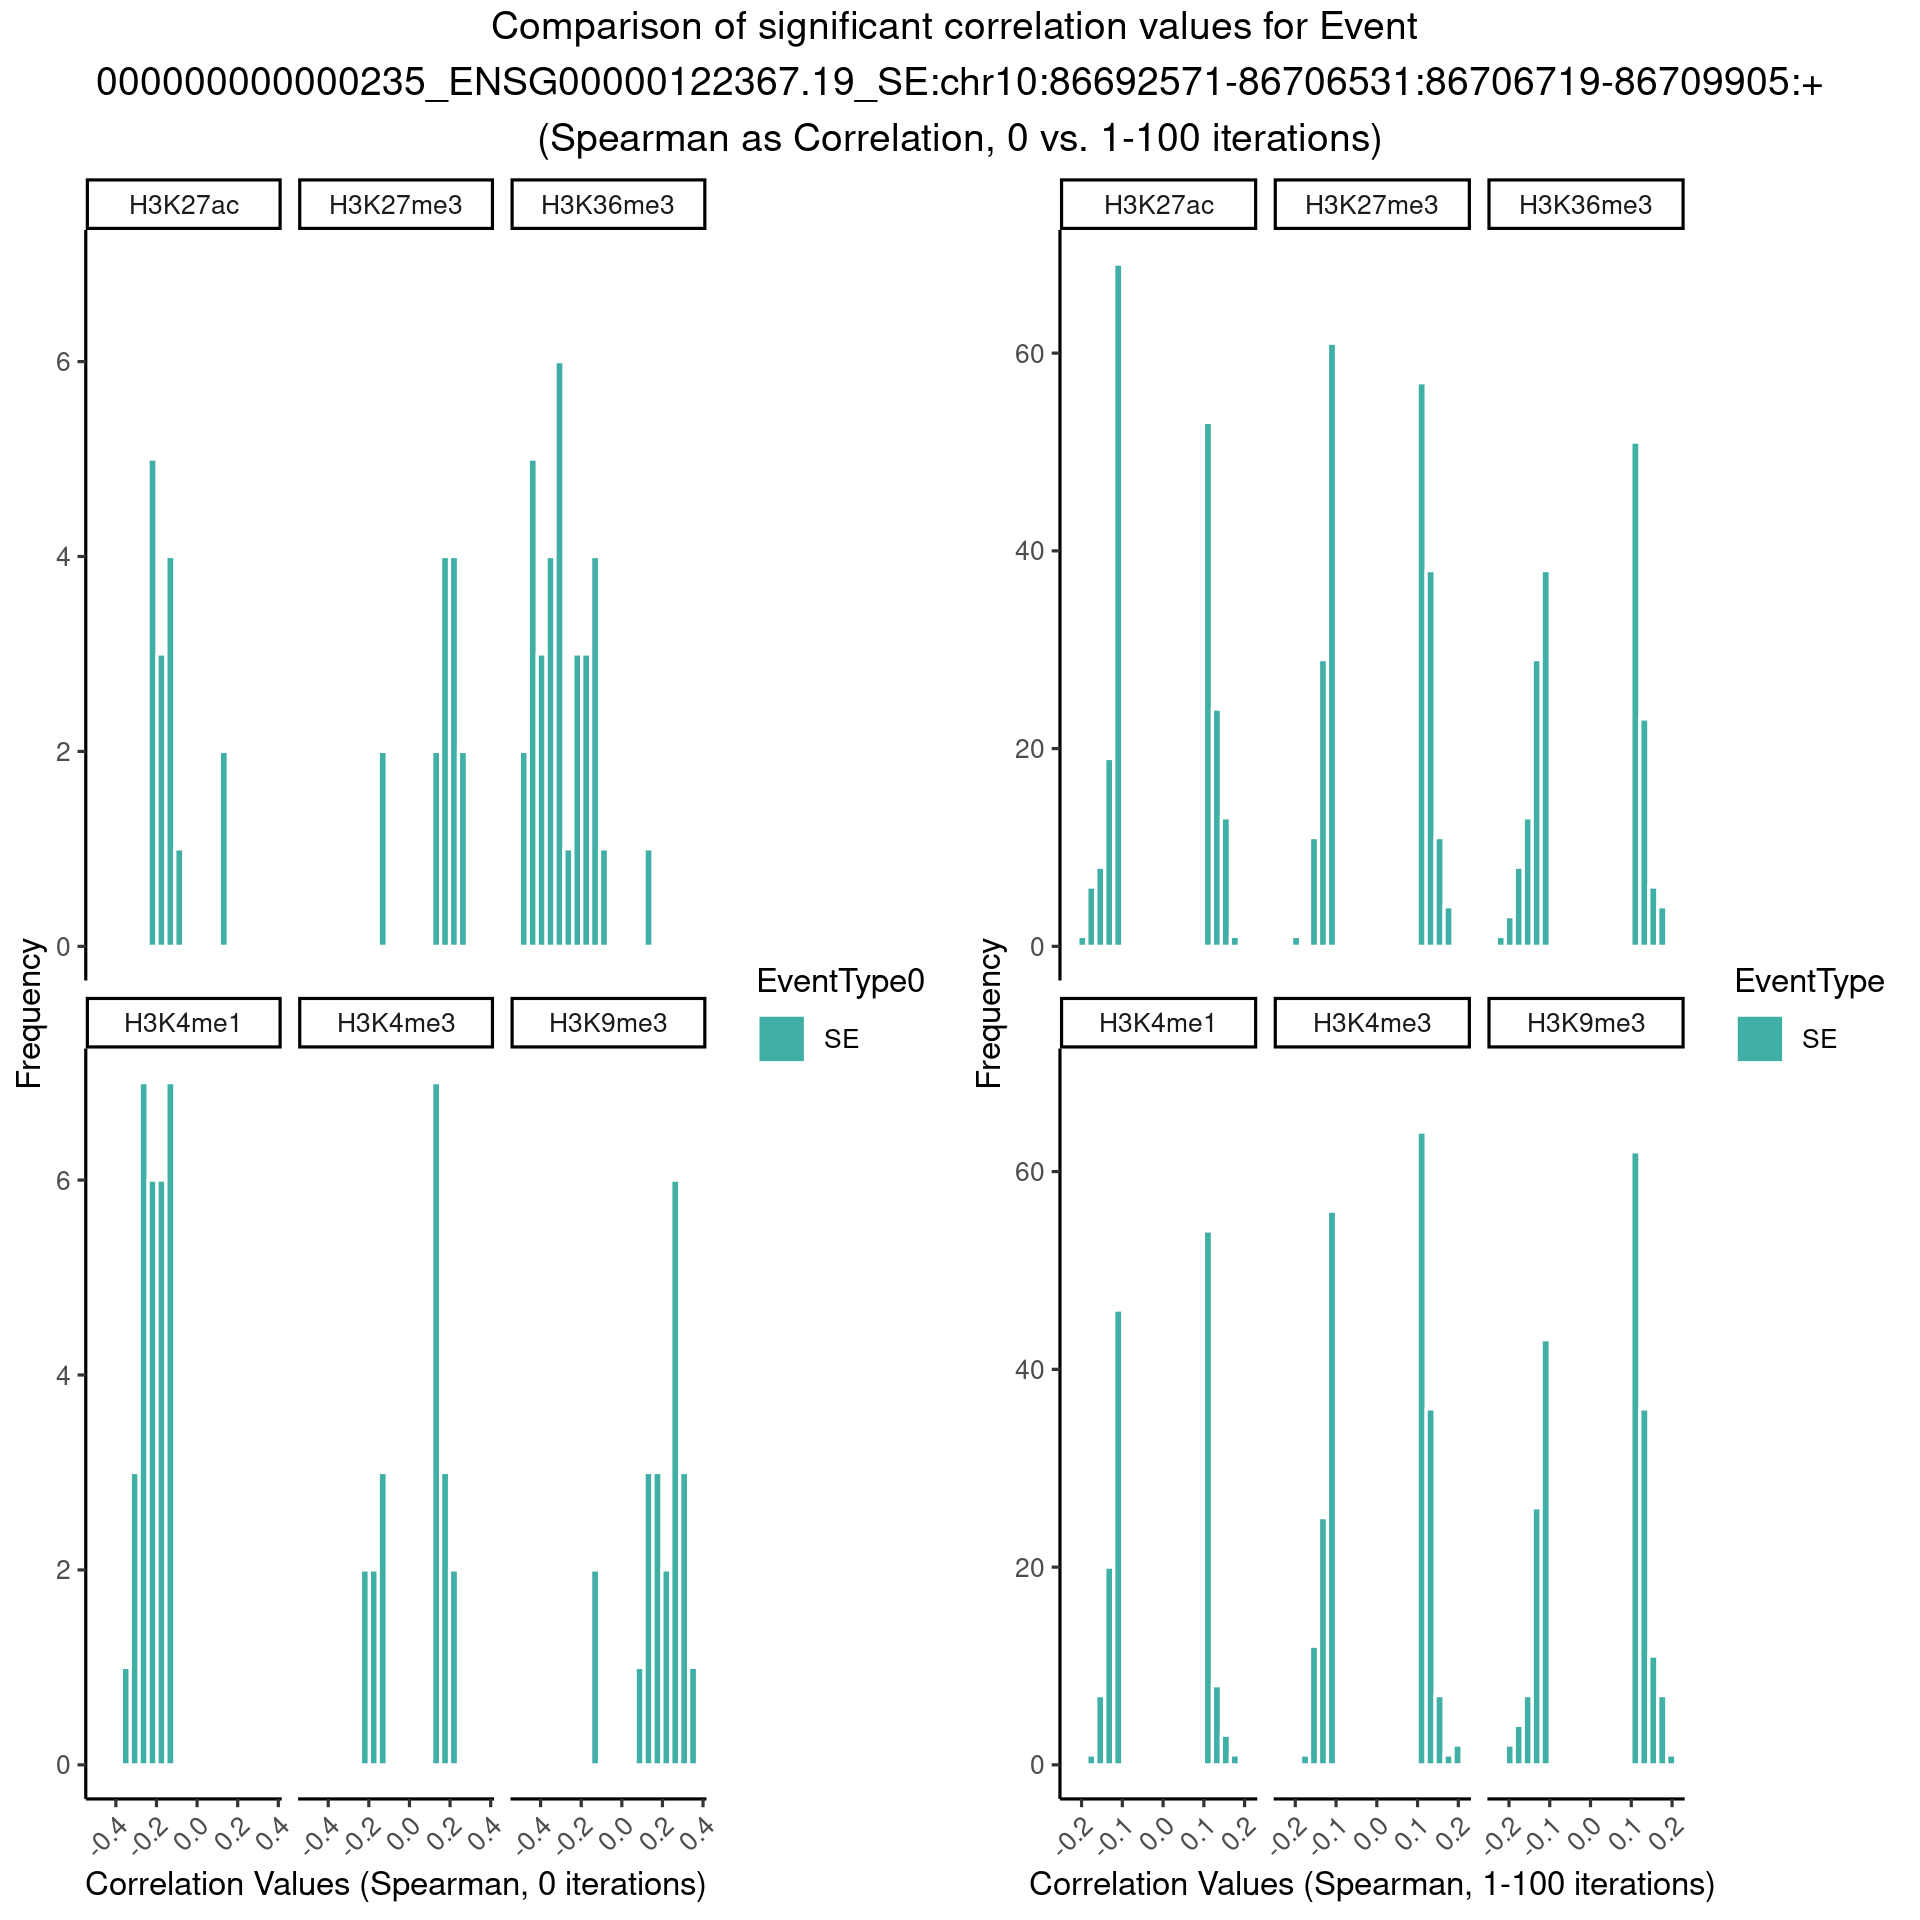 Comparison of significant correlation values for Event
000000000000235_ENSG00000122367.19_SE:chr10:86692571-86706531:86706719-86709905:+
(Spearman as Correlation, 0 vs. 1-100 iterations)
H3K27ac H3K27me3 H3K36me3
6
4
2
0
H3K4me1 H3K4me3 H3K9me3
6
4
2
0
Frequency
-0.4 -0.2 0.0 0.2 0.4 -0.4 -0.2 0.0 0.2 0.4 -0.4 -0.2 0.0 0.2 0.4
Correlation Values (Spearman, 0 iterations)
EventType0
SE
H3K27ac H3K27me3 H3K36me3
60
40
20
0
H3K4me1 H3K4me3 H3K9me3
60
40
20
0
Frequency
-0.2 -0.1 0.0 0.1 0.2 -0.2 -0.1 0.0 0.1 0.2 -0.2 -0.1 0.0 0.1 0.2
Correlation Values (Spearman, 1-100 iterations)
EventType
SE